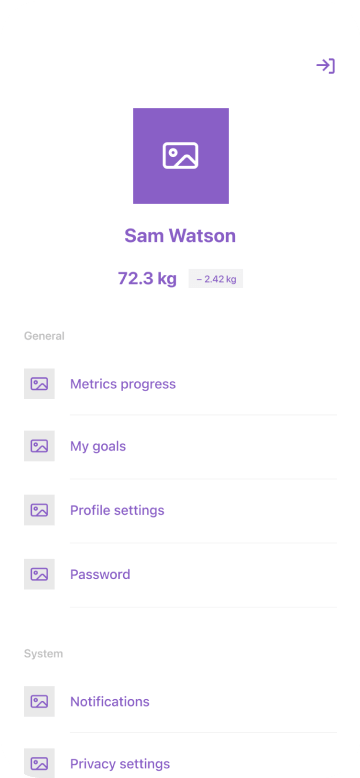 Sam Watson
72.3 kg – 2.42 kg
General
Metrics progress
My goals
Profile settings
Password
System
Notifications
Privacy settings